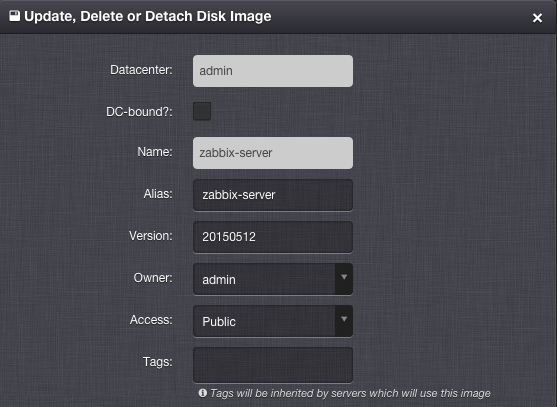 Update, Delete or Detach Disk Image ×
Datacenter: admin
DC-bound?:
Name: zabbix-server
Alias: zabbix-server
Version: 20150512
Owner: admin
Access: Public
Tags:
Tags will be inherited by servers which will use this image